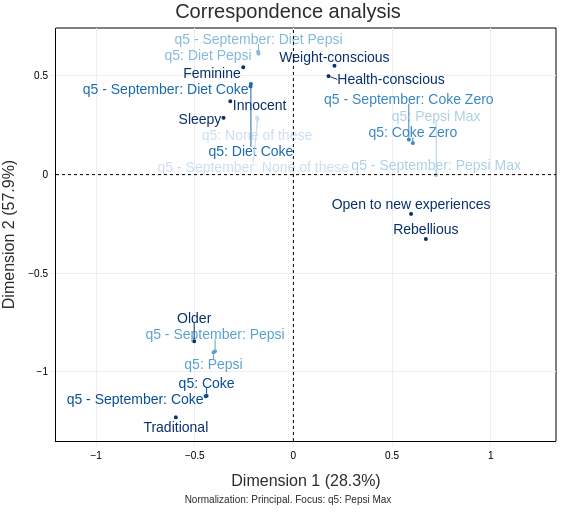 Correspondence analysis
q5 - September: Diet Pepsi
q5: Diet Pepsi
Weight-conscious
Feminine
Health-conscious
q5 - September: Diet Coke
q5 - September: Coke Zero
Innocent
Sleepy
q5: Pepsi Max
q5: None of these
q5: Coke Zero
q5: Diet Coke
q5 - September: None of these
q5 - September: Pepsi Max
Open to new experiences
Rebellious
Older
q5 - September: Pepsi
q5: Pepsi
q5: Coke
q5 - September: Coke
Traditional
0.5
0
−0.5
−1
Dimension 2 (57.9%)
−1
−0.5
0
0.5
1
Dimension 1 (28.3%)
Normalization: Principal. Focus: q5: Pepsi Max